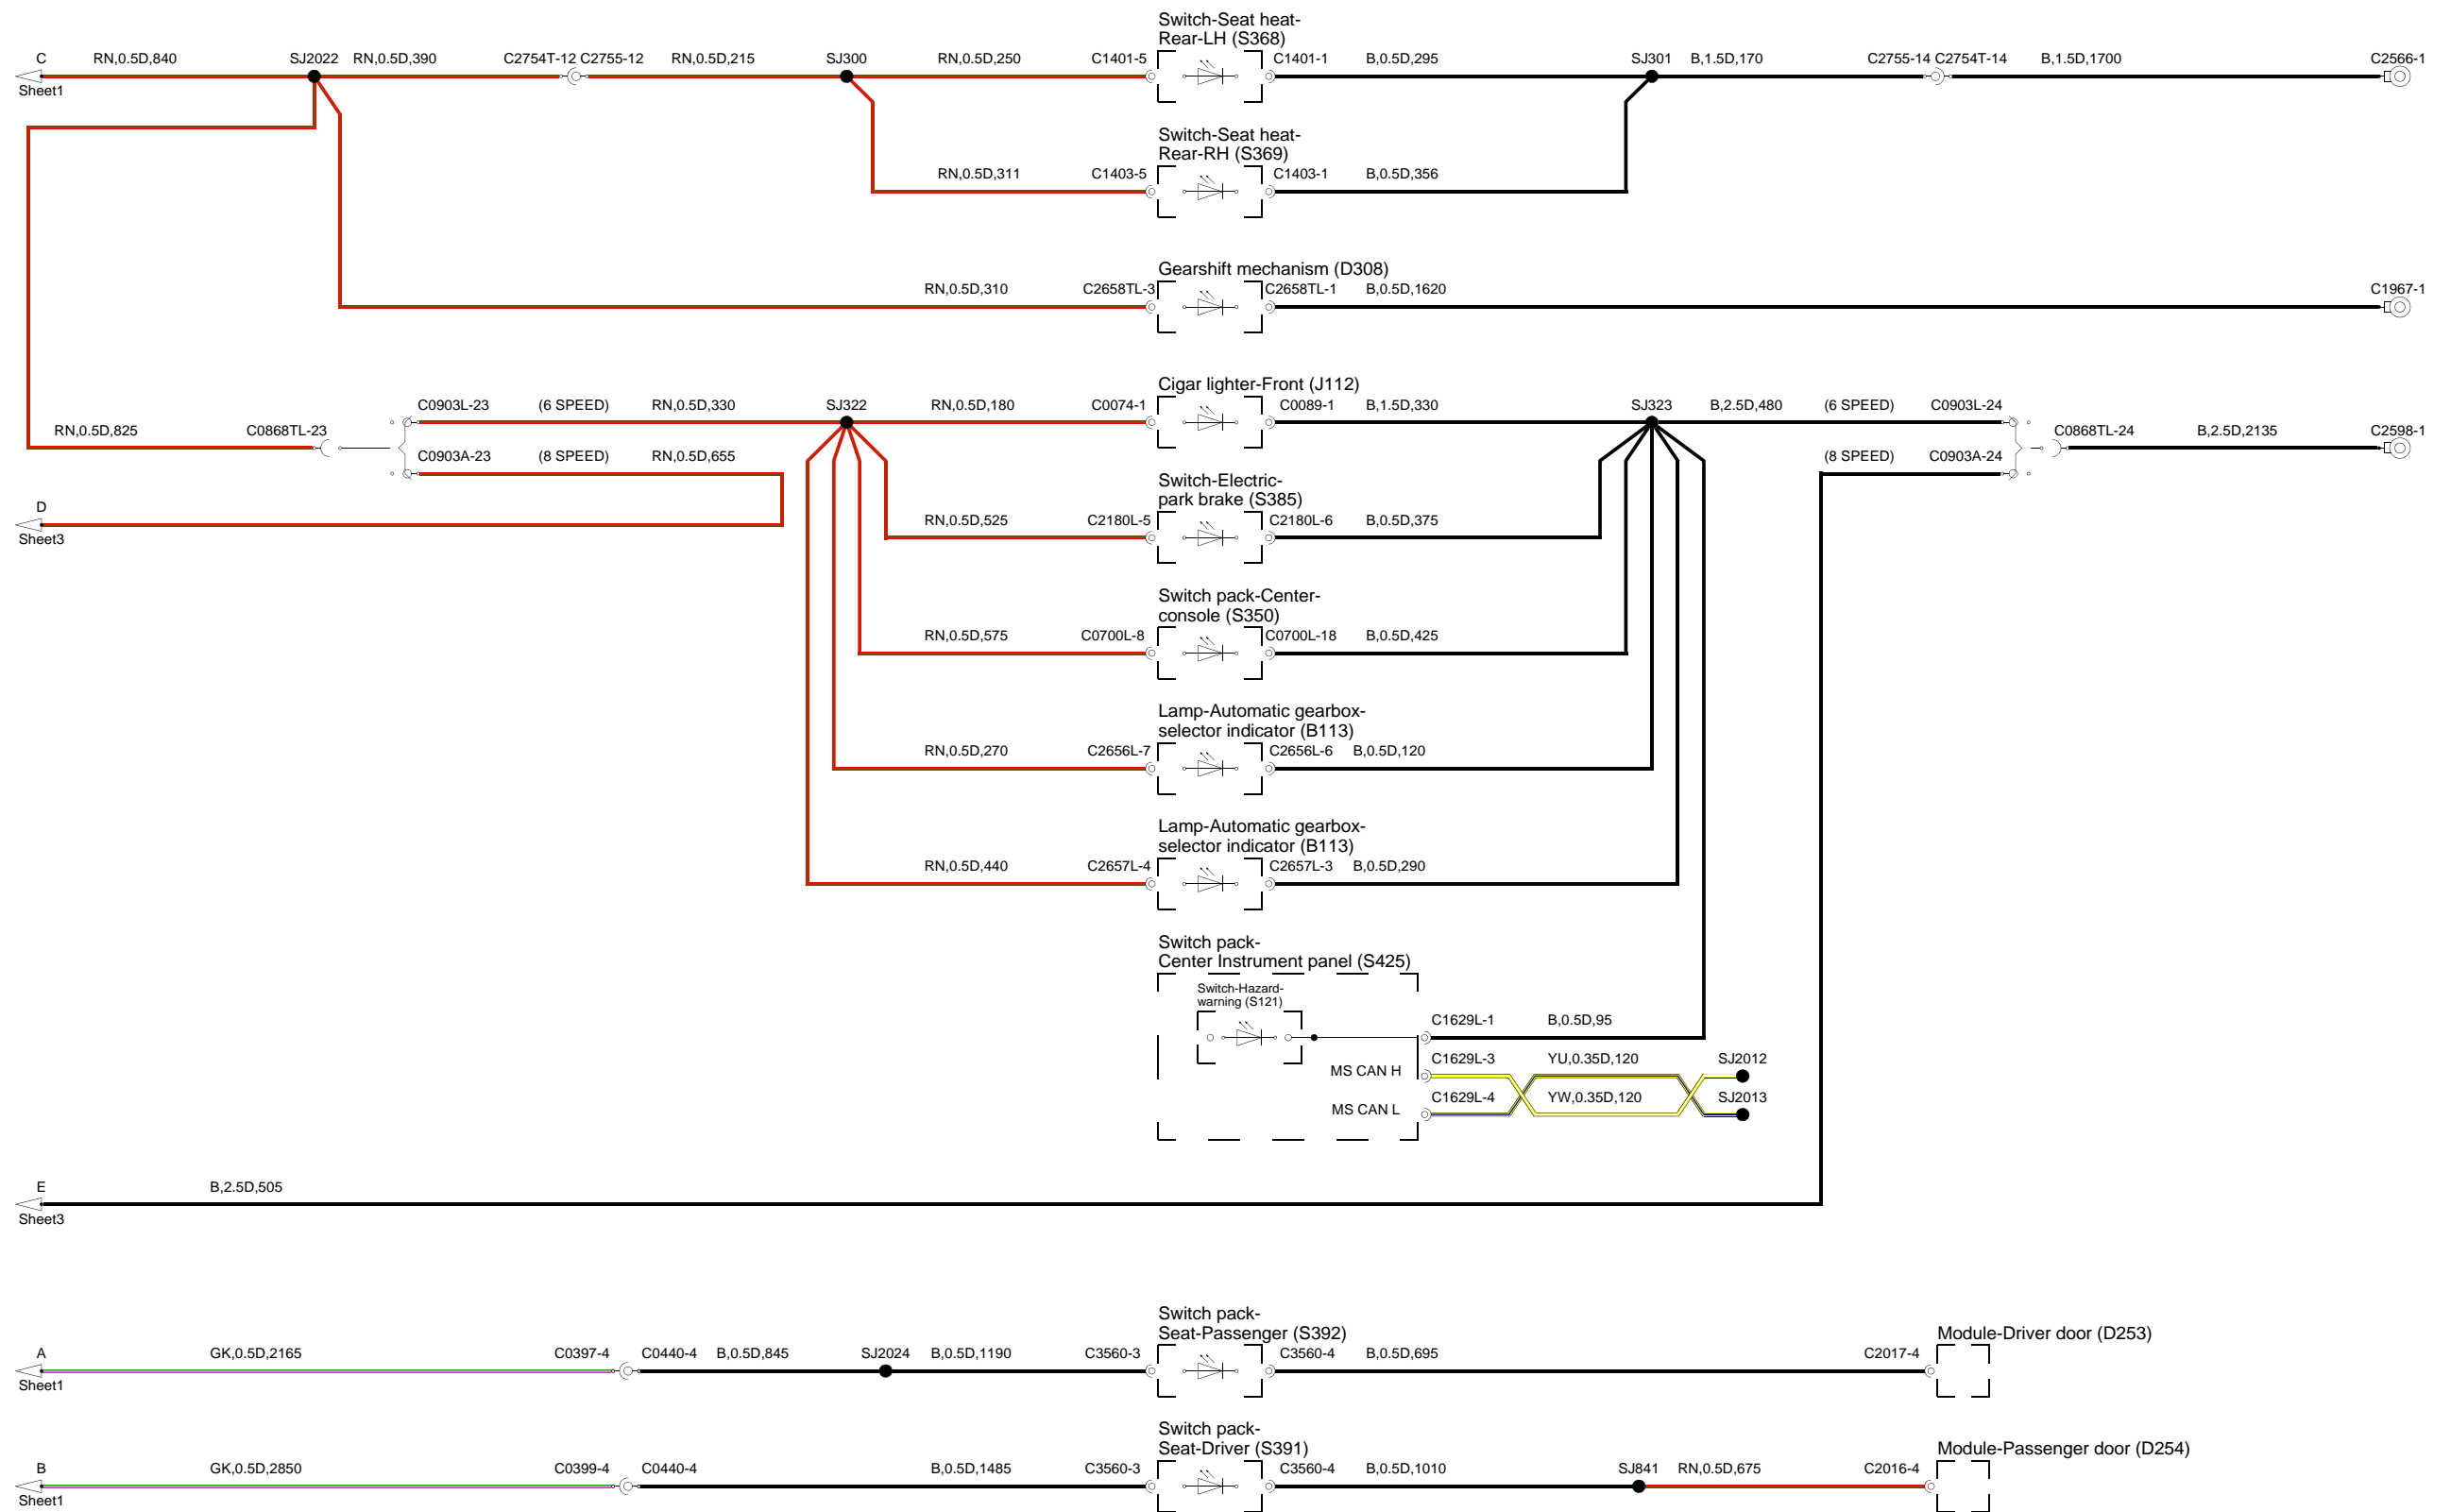 Switch-Seat heat-
Rear-LH (S368)
C RN,0.5D,840 SJ2022 RN,0.5D,390 C2754T-12 C2755-12 RN,0.5D,215 SJ300 RN,0.5D,250 C1401-5 C1401-1 B,0.5D,295 SJ301 B,1.5D,170 C2755-14 C2754T-14 B,1.5D,1700 C2566-1
Sheet1
Switch-Seat heat-
Rear-RH (S369)
RN,0.5D,311 C1403-5 C1403-1 B,0.5D,356
Gearshift mechanism (D308)
RN,0.5D,310 C2658TL-3 C2658TL-1 B,0.5D,1620 C1967-1
Cigar lighter-Front (J112)
C0903L-23 (6 SPEED) RN,0.5D,330 SJ322 RN,0.5D,180 C0074-1 C0089-1 B,1.5D,330 SJ323 B,2.5D,480 (6 SPEED) C0903L-24
RN,0.5D,825 C0868TL-23 C0868TL-24 B,2.5D,2135 C2598-1
C0903A-23 (8 SPEED) RN,0.5D,655 (8 SPEED) C0903A-24
Switch-Electric-
park brake (S385)
D RN,0.5D,525 C2180L-5 C2180L-6 B,0.5D,375
Sheet3
Switch pack-Center-
console (S350)
RN,0.5D,575 C0700L-8 C0700L-18 B,0.5D,425
Lamp-Automatic gearbox-
selector indicator (B113)
RN,0.5D,270 C2656L-7 C2656L-6 B,0.5D,120
Lamp-Automatic gearbox-
selector indicator (B113)
RN,0.5D,440 C2657L-4 C2657L-3 B,0.5D,290
Switch pack-
Center Instrument panel (S425)
Switch-Hazard-
warning (S121)
C1629L-1 B,0.5D,95
C1629L-3 YU,0.35D,120 SJ2012
MS CAN H
C1629L-4 YW,0.35D,120 SJ2013
MS CAN L
E B,2.5D,505
Sheet3
Switch pack-
Seat-Passenger (S392) Module-Driver door (D253)
A GK,0.5D,2165 C0397-4 C0440-4 B,0.5D,845 SJ2024 B,0.5D,1190 C3560-3 C3560-4 B,0.5D,695 C2017-4
Sheet1
Switch pack-
Seat-Driver (S391) Module-Passenger door (D254)
B GK,0.5D,2850 C0399-4 C0440-4 B,0.5D,1485 C3560-3 C3560-4 B,0.5D,1010 SJ841 RN,0.5D,675 C2016-4
Sheet1